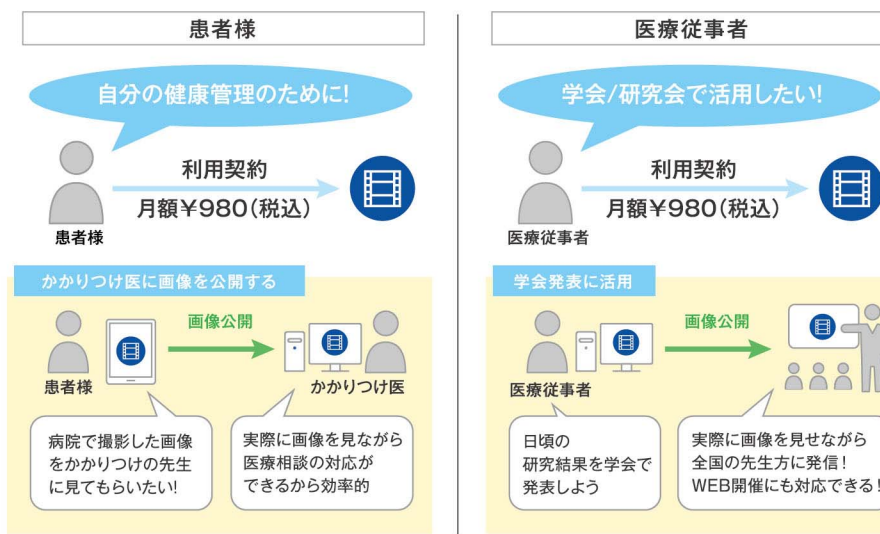 患者様
自分の健康管理のために!
利用契約
月額¥980(税込)
患者様
かかりつけ医に画像を公開する
画像公開
患者様
かかりつけ医
病院で撮影した画像
をかかりつけの先生
に見てもらいたい!
実際に画像を見ながら
医療相談の対応が
できるから効率的
医療従事者
学会/研究会で活用したい!
利用契約
月額¥980(税込)
医療従事者
学会発表に活用
画像公開
医療従事者
日頃の
研究結果を学会で
発表しよう
実際に画像を見せながら
全国の先生方に発信!
WEB開催にも対応できる!